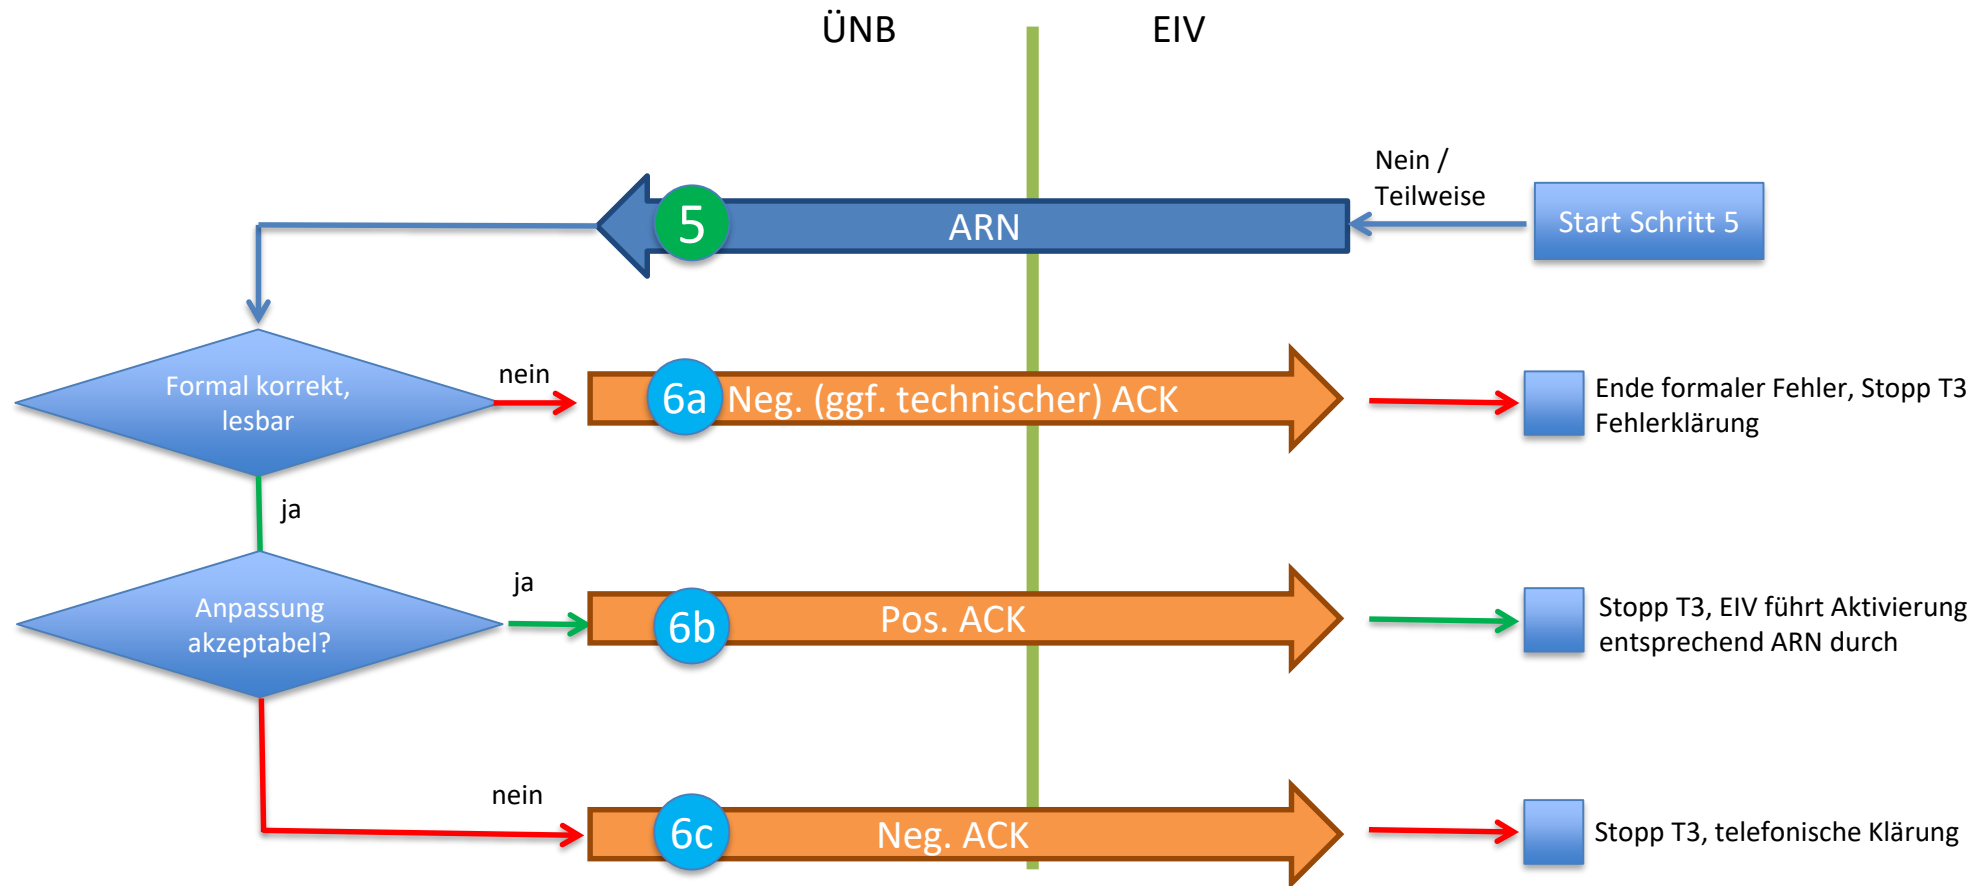 ÜNB
EIV
Nein /
Teilweise
Start Schritt 5
5
ARN
Formal korrekt,
lesbar
nein
6a
Neg. (ggf. technischer) ACK
Ende formaler Fehler, Stopp T3
Fehlerklärung
ja
Anpassung
akzeptabel?
ja
6b
Pos. ACK
Stopp T3, EIV führt Aktivierung
entsprechend ARN durch
nein
6c
Neg. ACK
Stopp T3, telefonische Klärung